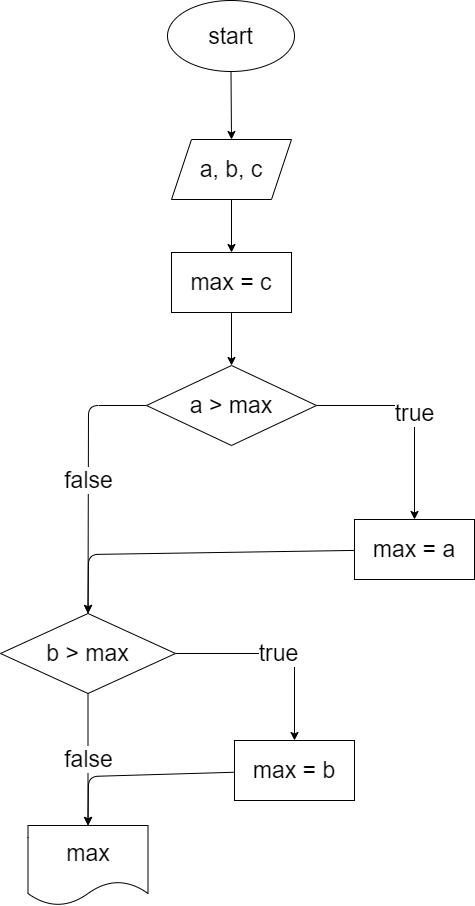 start
a, b, c
max = c
a > max
true
false
max = a
b > max
true
false
max = b
max